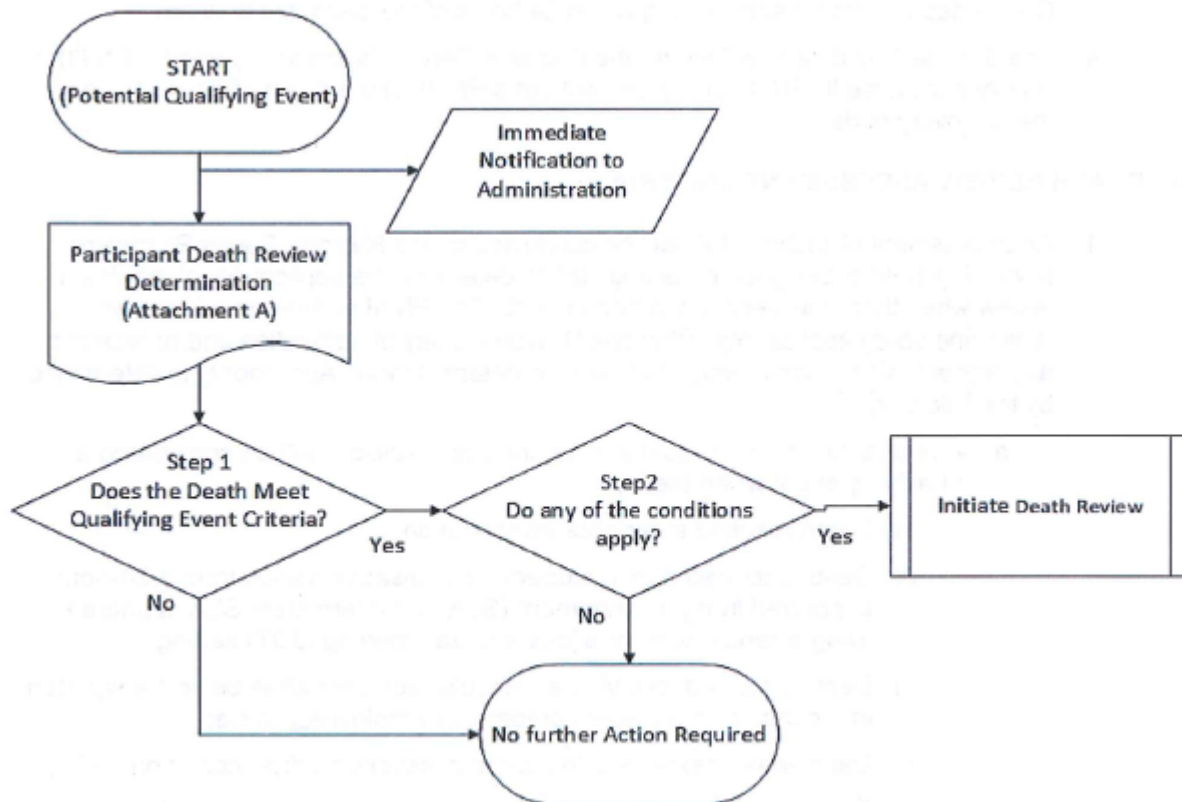 START
(Potential Qualifying Event)
Immediate
Notification to
Administration
Participant Death Review
Determination
(Attachment A)
Step 1
Does the Death Meet
Qualifying Event Criteria?
Yes
No
Step2
Do any of the conditions
apply?
Yes
No
Initiate Death Review
No further Action Required